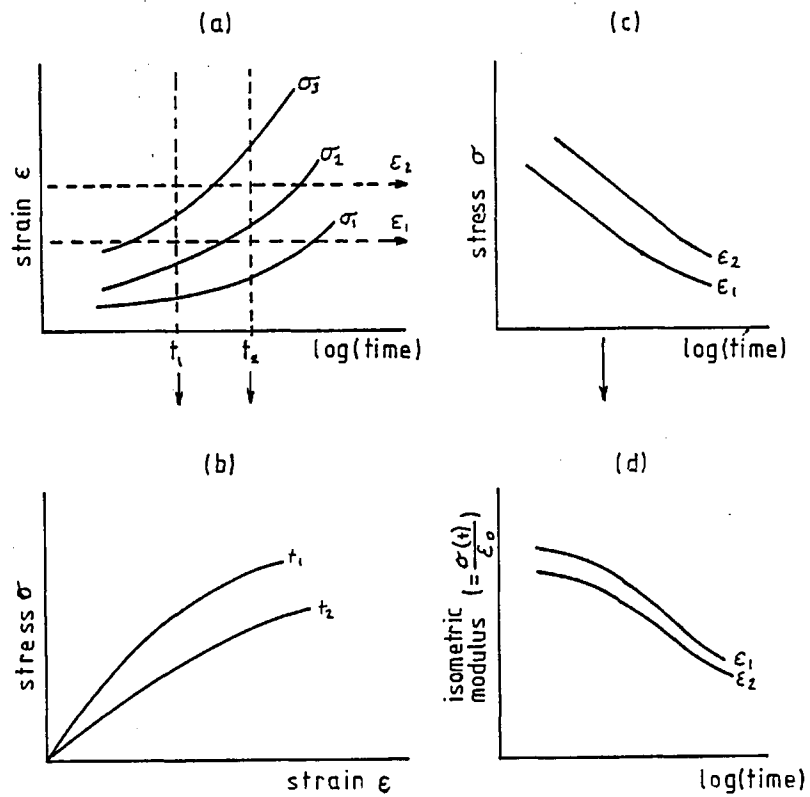 (a)
strain ε
σ₃
σ₂
σ₁
ε₂
ε₁
t₁
t₂
log(time)
(c)
stress σ
ε₂
ε₁
log(time)
(b)
stress σ
t₁
t₂
strain ε
(d)
isometric
modulus (= σ(t)/ε₀)
ε₁
ε₂
log(time)